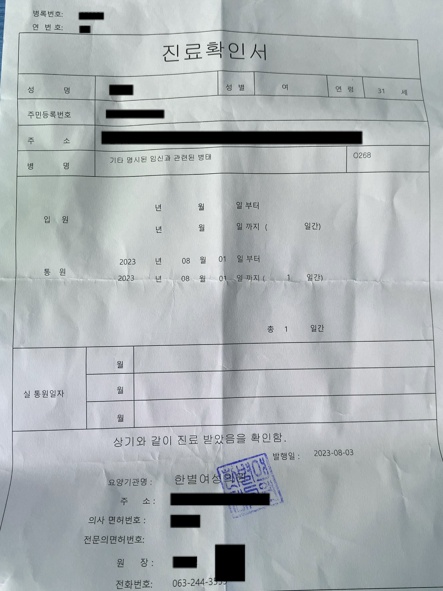 병록번호:
연 번호:
진료확인서
성 명 성별 여 연령 31 세
주민등록번호
주 소
병 명 기타 명시된 임신과 관련된 병태 O268
입 원 년 월 일 부터
년 월 일 까지 ( 일간)
통 원 2023 년 08 월 01 일 부터
2023 년 08 월 01 일 까지 ( 1 일간)
총 1 일간
실 통원일자 월
월
월
상기와 같이 진료 받았음을 확인함.
발행일 : 2023-08-03
요양기관명 : 한별여성의원
주 소 :
의사 면허번호 :
전문의면허번호:
원 장 :
전화번호: 063-244-3